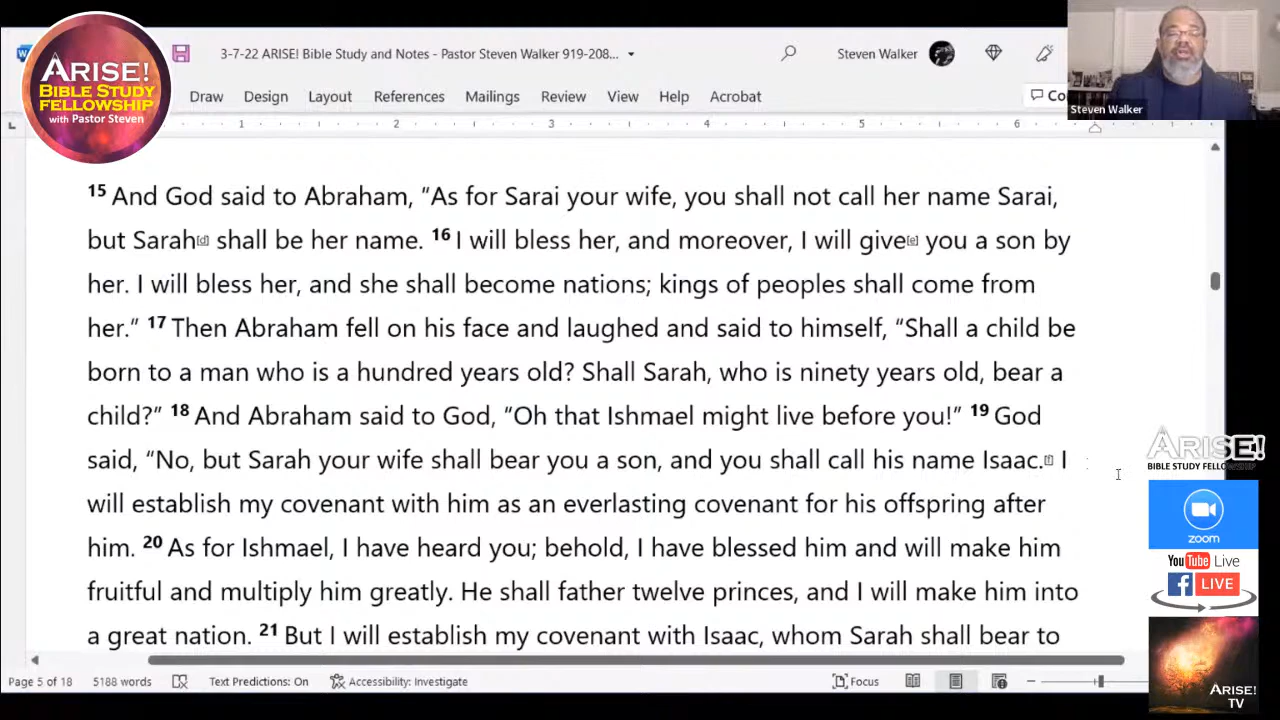 ARISE!
BIBLE STUDY
FELLOWSHIP
with Pastor Steven
3-7-22 ARISE! Bible Study and Notes - Pastor Steven Walker 919-208...
Steven Walker
Draw Design Layout References Mailings Review View Help Acrobat Co
Steven Walker
1 2 3 4 5 6
15 And God said to Abraham, “As for Sarai your wife, you shall not call her name Sarai,
but Sarah[d] shall be her name. 16 I will bless her, and moreover, I will give[e] you a son by
her. I will bless her, and she shall become nations; kings of peoples shall come from
her.” 17 Then Abraham fell on his face and laughed and said to himself, “Shall a child be
born to a man who is a hundred years old? Shall Sarah, who is ninety years old, bear a
child?” 18 And Abraham said to God, “Oh that Ishmael might live before you!” 19 God
said, “No, but Sarah your wife shall bear you a son, and you shall call his name Isaac.[f] I
will establish my covenant with him as an everlasting covenant for his offspring after
him. 20 As for Ishmael, I have heard you; behold, I have blessed him and will make him
fruitful and multiply him greatly. He shall father twelve princes, and I will make him into
a great nation. 21 But I will establish my covenant with Isaac, whom Sarah shall bear to
ARISE!
BIBLE STUDY FELLOWSHIP
zoom
YouTube Live
f LIVE
ARISE!
TV
Page 5 of 18 5188 words Text Predictions: On Accessibility: Investigate Focus